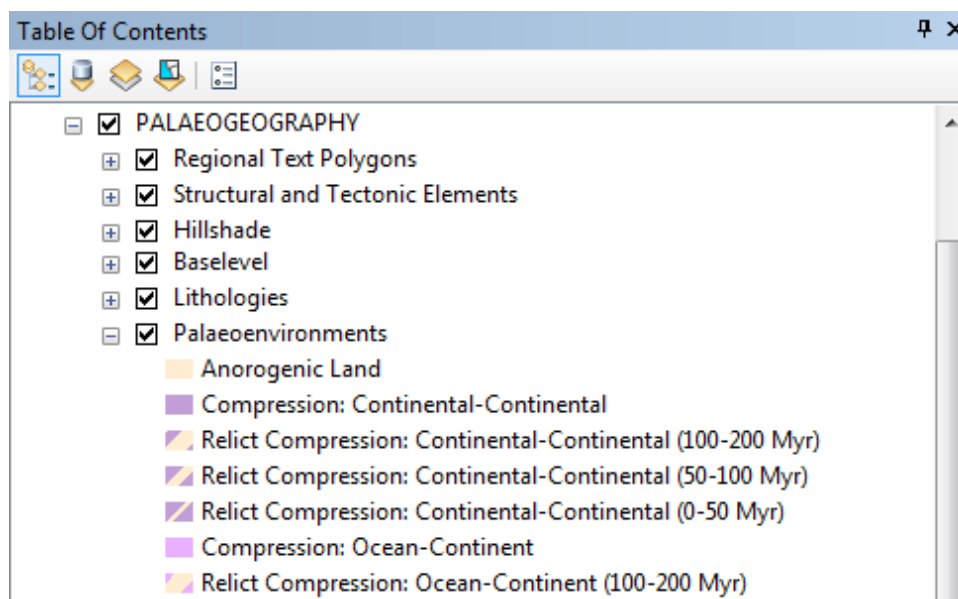 Table Of Contents
PALAEOGEOGRAPHY
Regional Text Polygons
Structural and Tectonic Elements
Hillshade
Baselevel
Lithologies
Palaeoenvironments
Anorogenic Land
Compression: Continental-Continental
Relict Compression: Continental-Continental (100-200 Myr)
Relict Compression: Continental-Continental (50-100 Myr)
Relict Compression: Continental-Continental (0-50 Myr)
Compression: Ocean-Continent
Relict Compression: Ocean-Continent (100-200 Myr)